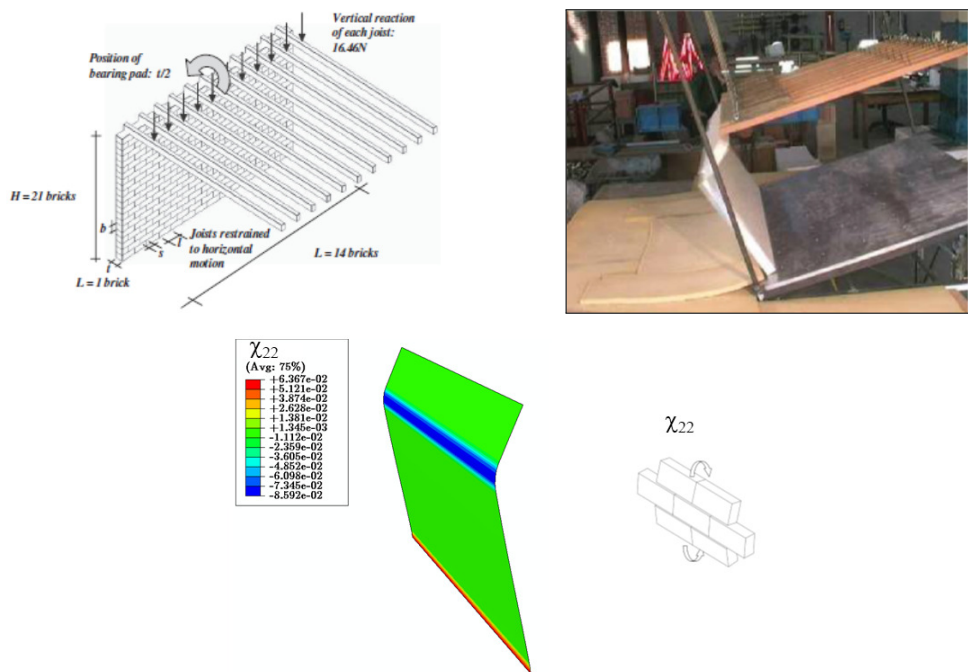 Vertical reaction
of each joist:
16.46N
Position of
bearing pad: t/2
H = 21 bricks
b
t
s
l
Joists restrained
to horizontal
motion
L = 14 bricks
L = 1 brick
χ22
(Avg: 75%)
+6.367e-02
+5.121e-02
+3.874e-02
+2.628e-02
+1.381e-02
+1.345e-03
-1.112e-02
-2.359e-02
-3.605e-02
-4.852e-02
-6.098e-02
-7.345e-02
-8.592e-02
χ22